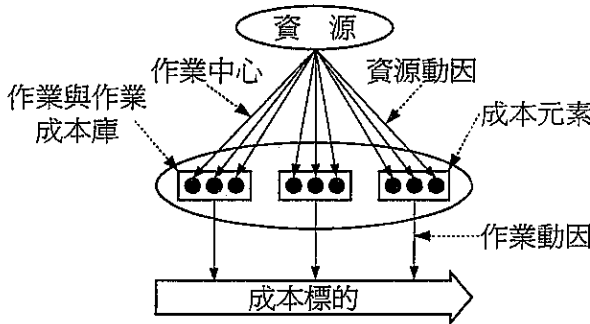 資 源
作業中心
資源動因
作業與作業
成本庫
成本元素
作業動因
成本標的